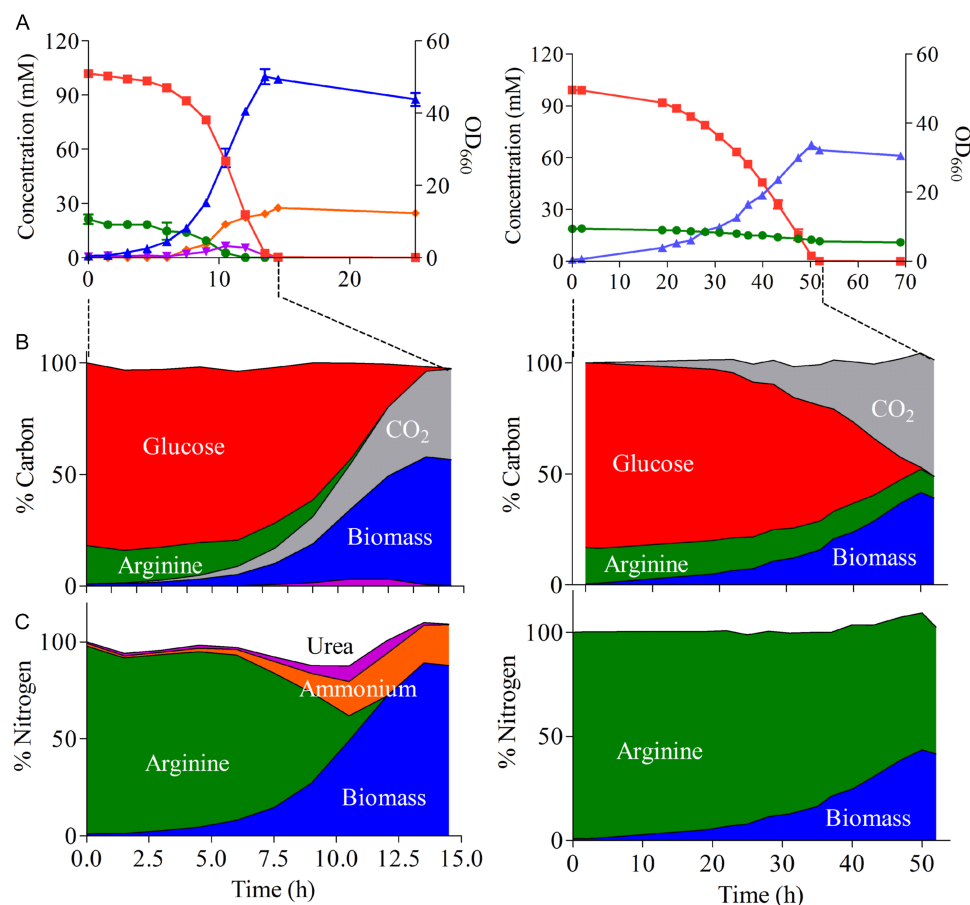 A
Concentration (mM)
120
90
60
30
0
0 10 20
60
40
20
0
OD660
Concentration (mM)
120
90
60
30
0
0 10 20 30 40 50 60 70
60
40
20
0
OD660
B
% Carbon
100
50
0
Glucose
CO2
Arginine
Biomass
% Carbon
100
50
0
CO2
Glucose
Arginine
Biomass
C
% Nitrogen
100
50
0
Urea
Ammonium
Arginine
Biomass
0.0 2.5 5.0 7.5 10.0 12.5 15.0
Time (h)
% Nitrogen
100
50
0
Arginine
Biomass
0 10 20 30 40 50
Time (h)